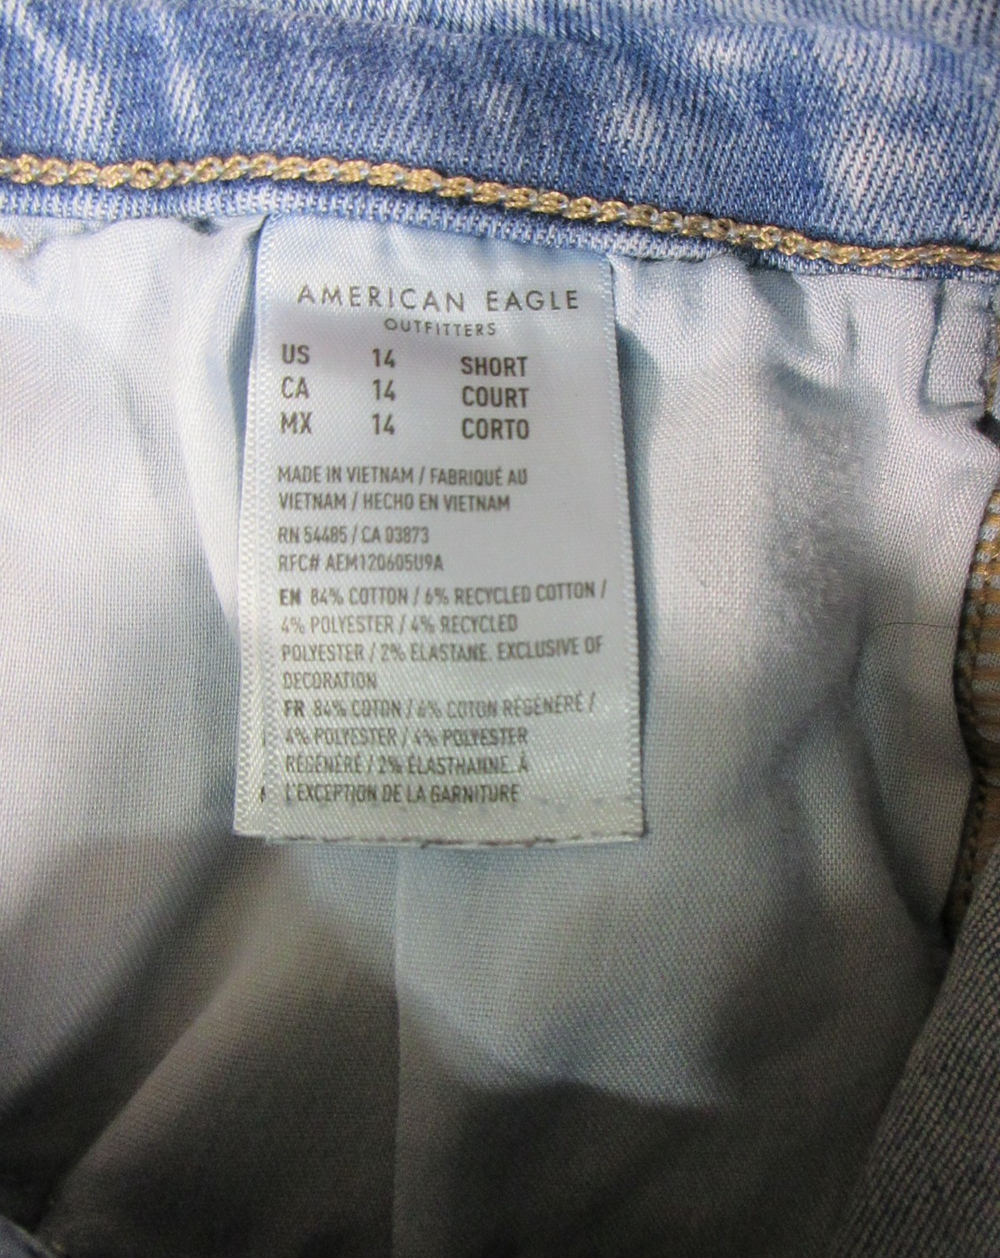 AMERICAN EAGLE
OUTFITTERS
US 14 SHORT
CA 14 COURT
MX 14 CORTO
MADE IN VIETNAM / FABRIQUÉ AU
VIETNAM / HECHO EN VIETNAM
RN 54485 / CA 03873
RFC# AEM120605U9A
EN 84% COTTON / 6% RECYCLED COTTON /
4% POLYESTER / 4% RECYCLED
POLYESTER / 2% ELASTANE. EXCLUSIVE OF
DECORATION
FR 84% COTON / 6% COTON RÉGÉNÉRÉ /
4% POLYESTER / 4% POLYESTER
RÉGÉNÉRÉ / 2% ÉLASTHANNE. À
L'EXCEPTION DE LA GARNITURE